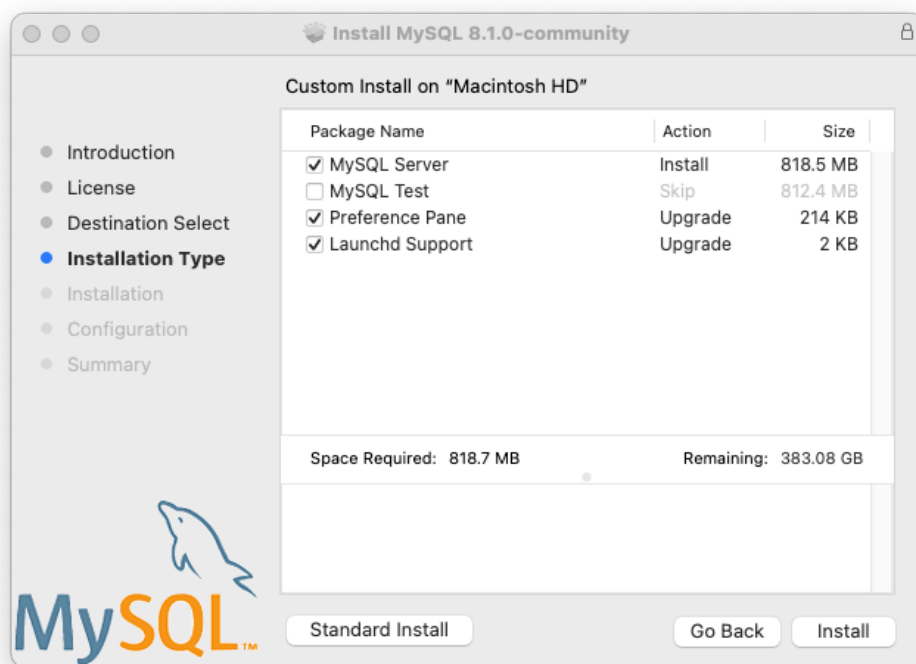 Install MySQL 8.1.0-community
Custom Install on "Macintosh HD"
Introduction
License
Destination Select
Installation Type
Installation
Configuration
Summary
Package Name Action Size
MySQL Server Install 818.5 MB
MySQL Test Skip 812.4 MB
Preference Pane Upgrade 214 KB
Launchd Support Upgrade 2 KB
Space Required: 818.7 MB Remaining: 383.08 GB
MySQL™
Standard Install Go Back Install